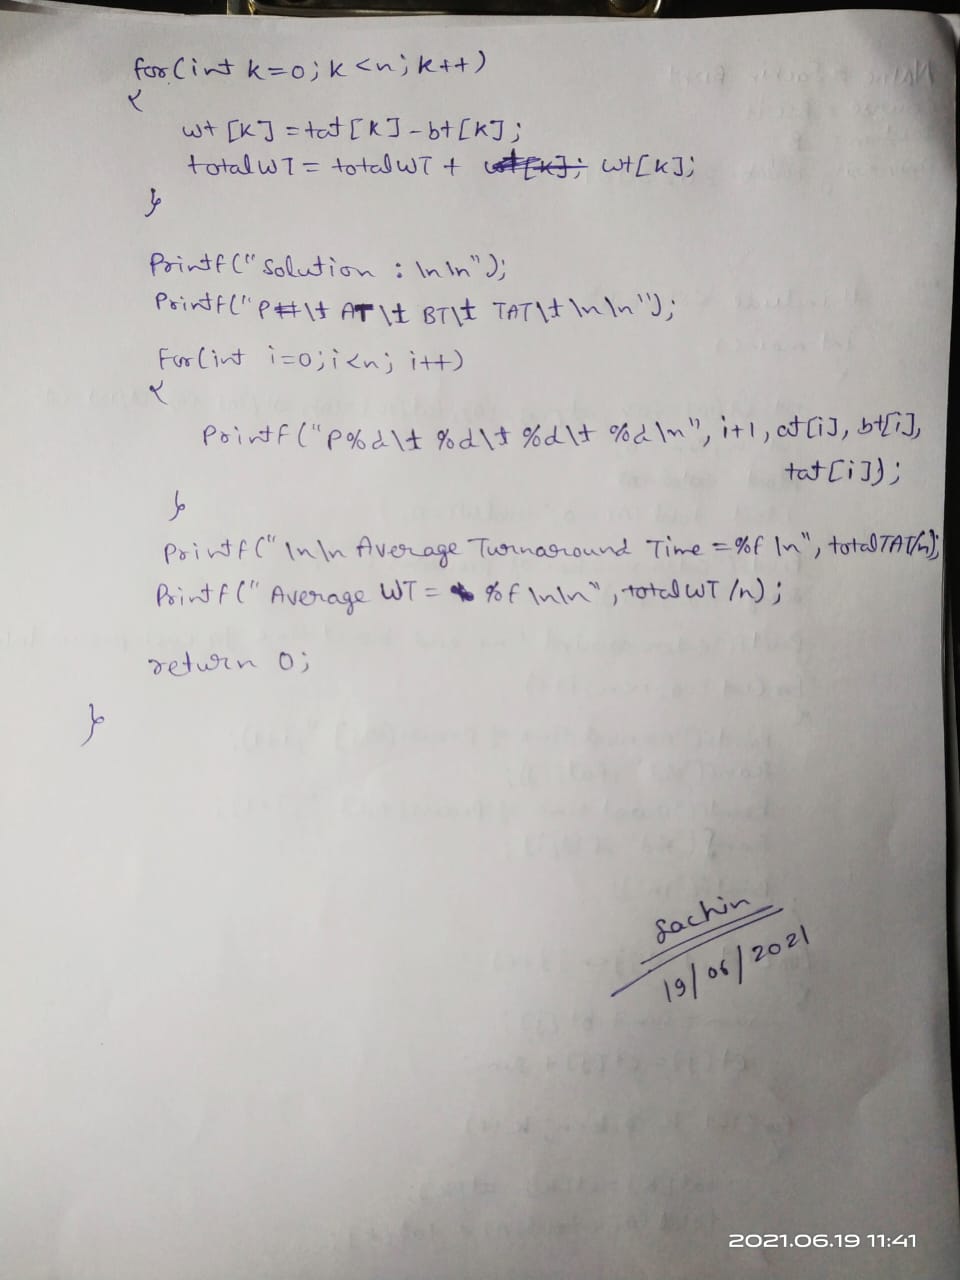 for(int k=0; k<n; k++)
{
wt[k] = tat[k] - bt[k];
totalWT = totalWT + wt[k];
}
Printf("Solution : \n\n");
Printf("P#\t AT\t BT\t TAT\t\n\n");
For(int i=0; i<n; i++)
{
Printf("P%d\t %d\t %d\t %d\n", i+1, at[i], bt[i],
tat[i]);
}
Printf("\n\n Average Turnaround Time = %f \n", totalTAT/n);
Printf("Average WT = %f \n\n", totalWT/n);
return 0;
}
Sachin
19/06/2021
2021.06.19 11:41